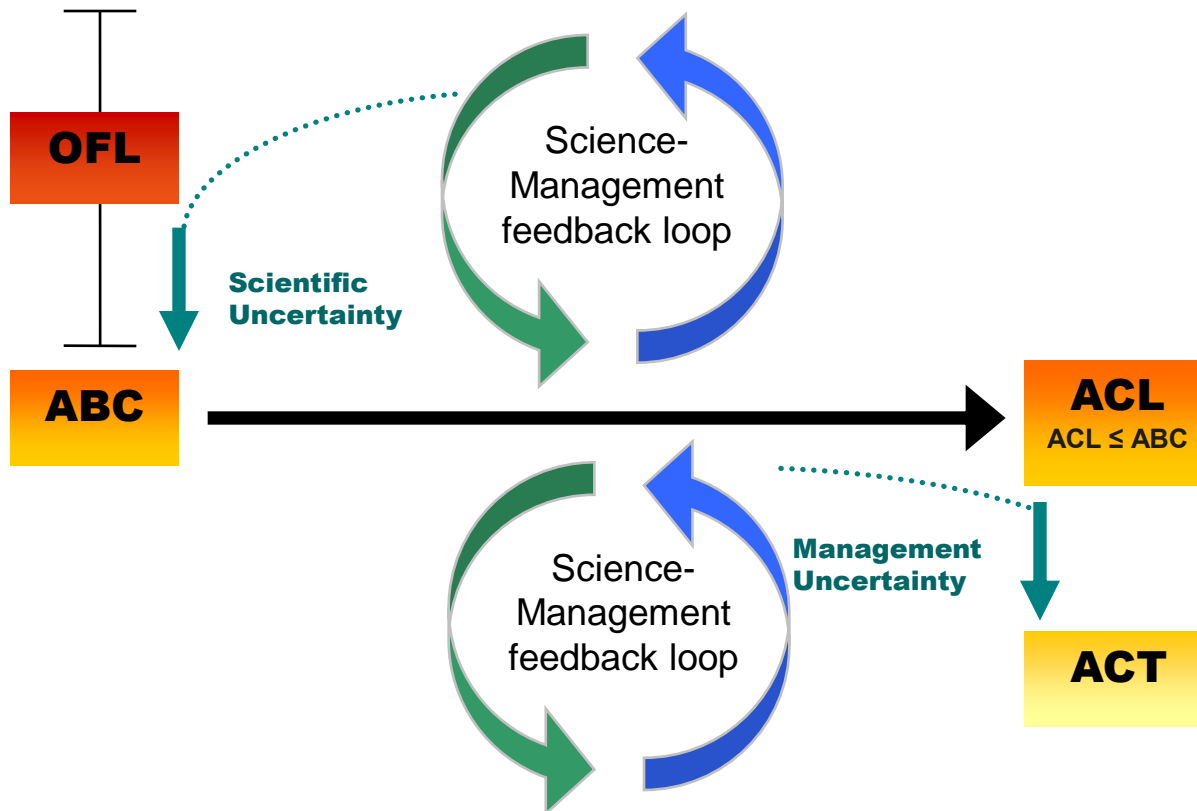 OFL
Science-
Management
feedback loop
Scientific
Uncertainty
ABC
ACL
ACL ≤ ABC
Science-
Management
feedback loop
Management
Uncertainty
ACT